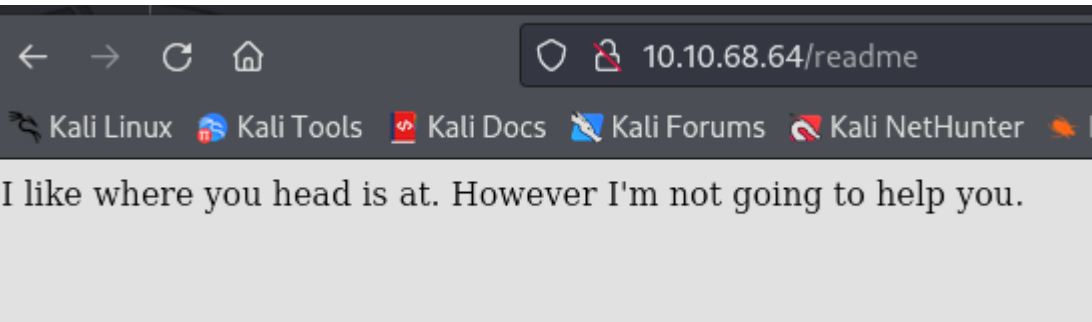 10.10.68.64/readme
Kali Linux Kali Tools Kali Docs Kali Forums Kali NetHunter
I like where you head is at. However I'm not going to help you.